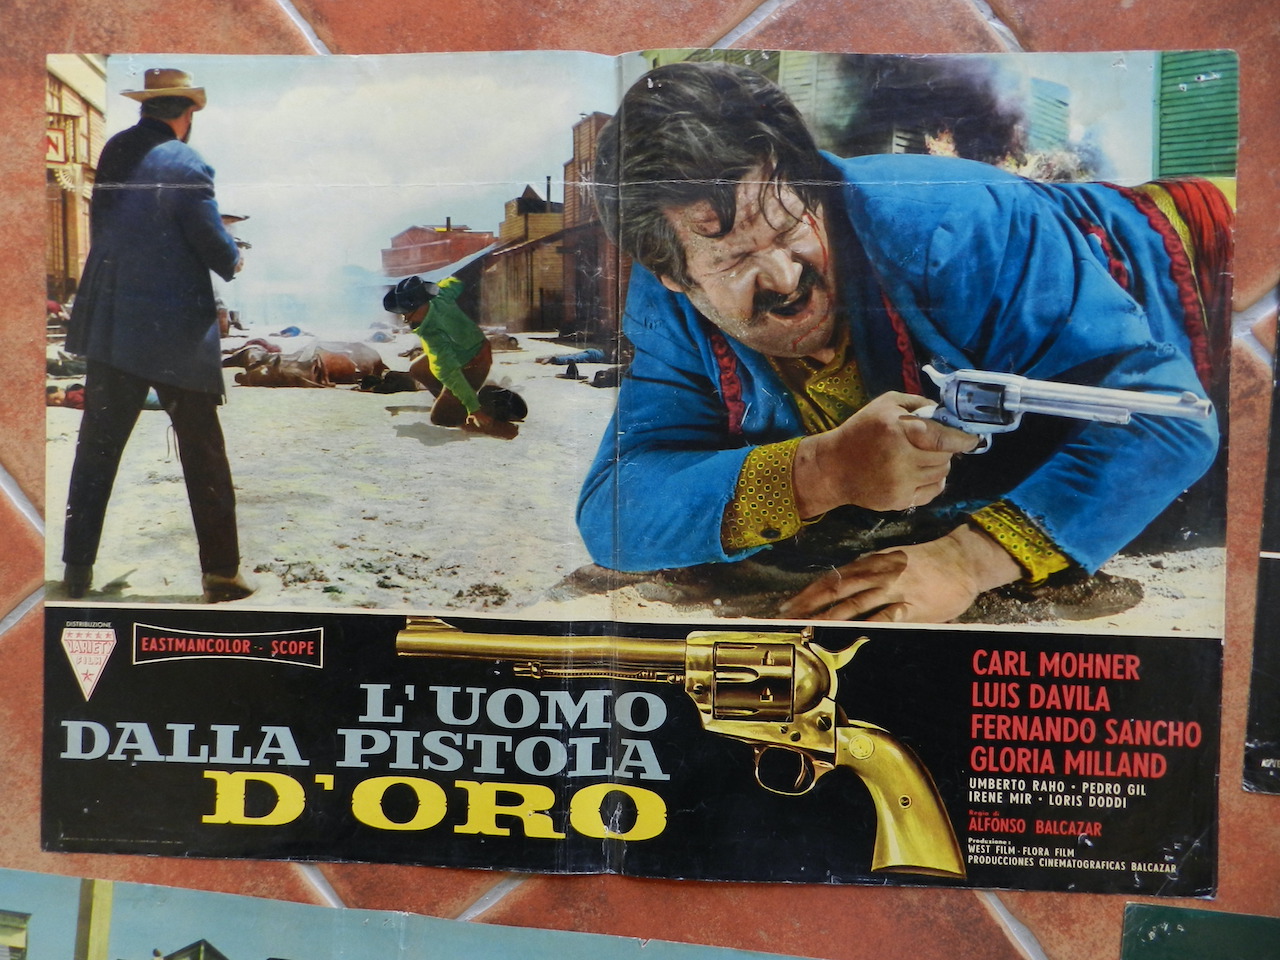 DISTRIBUZIONE
VARIETY
FILM
EASTMANCOLOR - SCOPE
L'UOMO
DALLA PISTOLA
D'ORO
CARL MOHNER
LUIS DAVILA
FERNANDO SANCHO
GLORIA MILLAND
UMBERTO RAHO · PEDRO GIL
IRENE MIR · LORIS DODDI
Regia di
ALFONSO BALCAZAR
Produzione:
WEST FILM - FLORA FILM
PRODUCCIONES CINEMATOGRAFICAS BALCAZAR
N